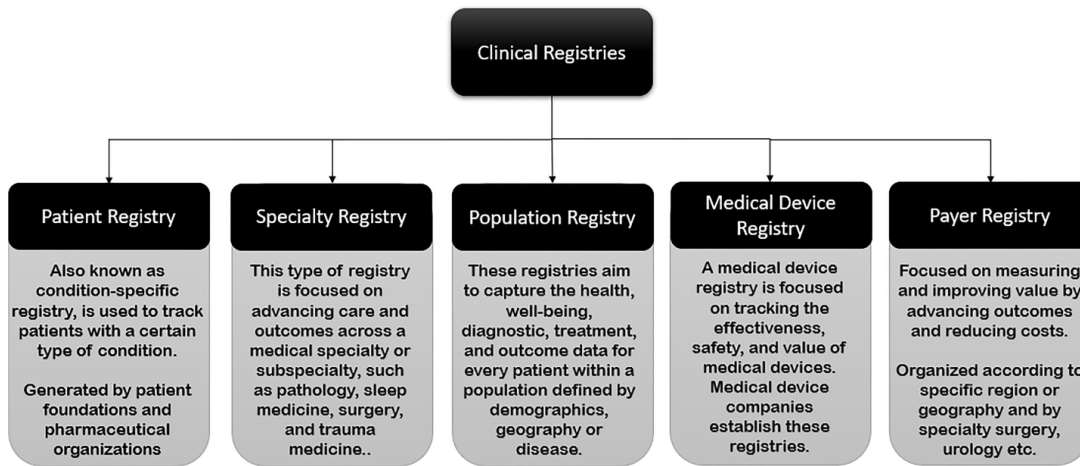 Clinical Registries
Patient Registry
Also known as
condition-specific
registry, is used to track
patients with a certain
type of condition.
Generated by patient
foundations and
pharmaceutical
organizations
Specialty Registry
This type of registry
is focused on
advancing care and
outcomes across a
medical specialty or
subspecialty, such
as pathology, sleep
medicine, surgery,
and trauma
medicine..
Population Registry
These registries aim
to capture the health,
well-being,
diagnostic, treatment,
and outcome data for
every patient within a
population defined by
demographics,
geography or
disease.
Medical Device
Registry
A medical device
registry is focused
on tracking the
effectiveness,
safety, and value of
medical devices.
Medical device
companies
establish these
registries.
Payer Registry
Focused on measuring
and improving value by
advancing outcomes
and reducing costs.
Organized according to
specific region or
geography and by
specialty surgery,
urology etc.